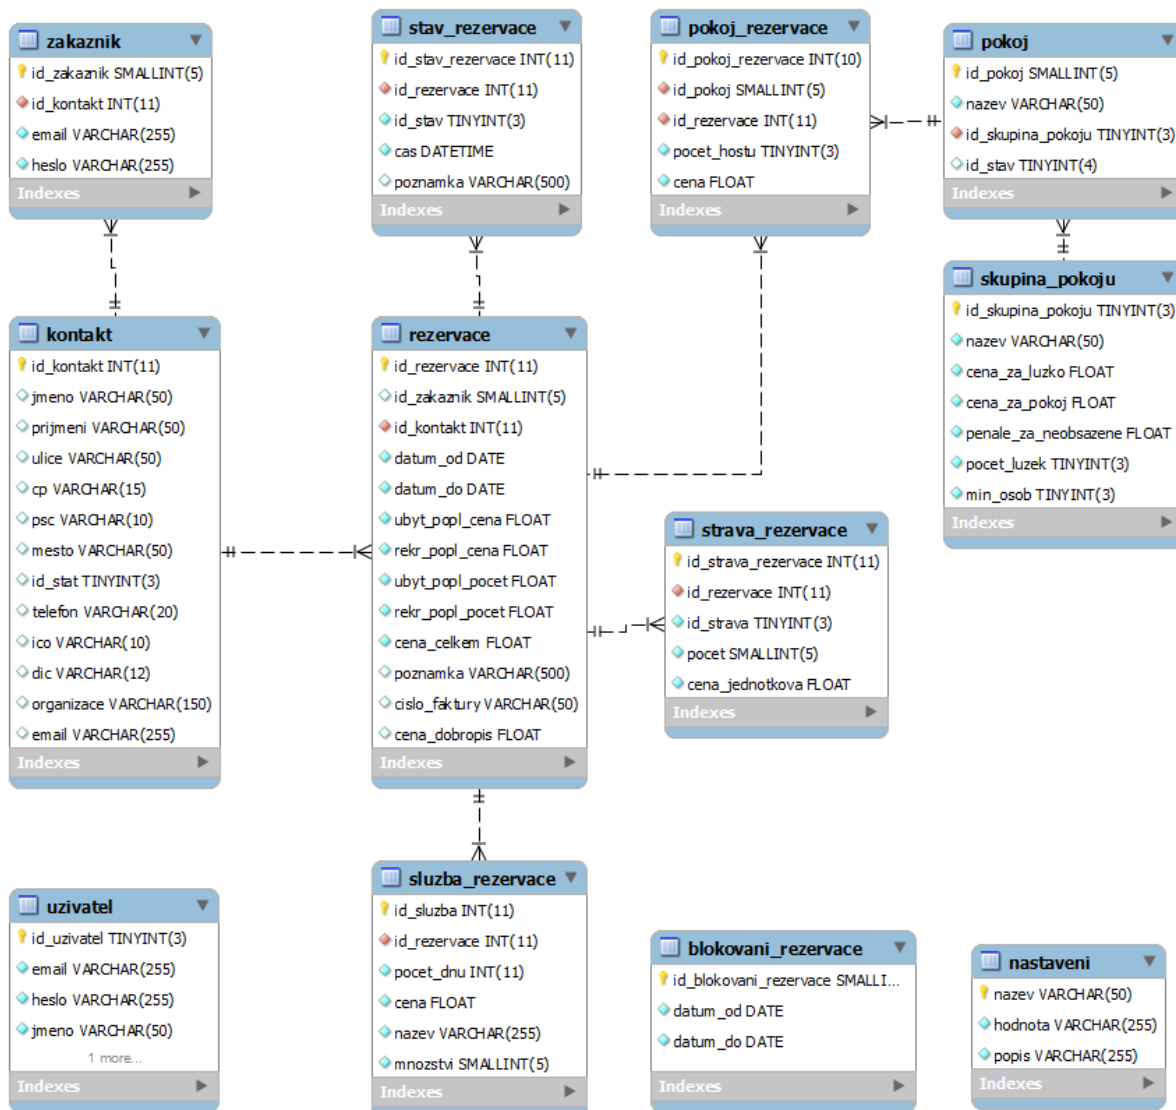 zakaznik
id_zakaznik SMALLINT(5)
id_kontakt INT(11)
email VARCHAR(255)
heslo VARCHAR(255)
Indexes
stav_rezervace
id_stav_rezervace INT(11)
id_rezervace INT(11)
id_stav TINYINT(3)
cas DATETIME
poznamka VARCHAR(500)
Indexes
pokoj_rezervace
id_pokoj_rezervace INT(10)
id_pokoj SMALLINT(5)
id_rezervace INT(11)
pocet_hostu TINYINT(3)
cena FLOAT
Indexes
pokoj
id_pokoj SMALLINT(5)
nazev VARCHAR(50)
id_skupina_pokoju TINYINT(3)
id_stav TINYINT(4)
Indexes
skupina_pokoju
id_skupina_pokoju TINYINT(3)
nazev VARCHAR(50)
cena_za_luzko FLOAT
cena_za_pokoj FLOAT
penale_za_neobsazene FLOAT
pocet_luzek TINYINT(3)
min_osob TINYINT(3)
Indexes
kontakt
id_kontakt INT(11)
jmeno VARCHAR(50)
prijmeni VARCHAR(50)
ulice VARCHAR(50)
cp VARCHAR(15)
psc VARCHAR(10)
mesto VARCHAR(50)
id_stat TINYINT(3)
telefon VARCHAR(20)
ico VARCHAR(10)
dic VARCHAR(12)
organizace VARCHAR(150)
email VARCHAR(255)
Indexes
rezervace
id_rezervace INT(11)
id_zakaznik SMALLINT(5)
id_kontakt INT(11)
datum_od DATE
datum_do DATE
ubyt_popl_cena FLOAT
rekr_popl_cena FLOAT
ubyt_popl_pocet FLOAT
rekr_popl_pocet FLOAT
cena_celkem FLOAT
poznamka VARCHAR(500)
cislo_faktury VARCHAR(50)
cena_dobropis FLOAT
Indexes
strava_rezervace
id_strava_rezervace INT(11)
id_rezervace INT(11)
id_strava TINYINT(3)
pocet SMALLINT(5)
cena_jednotkova FLOAT
Indexes
uzivatel
id_uzivatel TINYINT(3)
email VARCHAR(255)
heslo VARCHAR(255)
jmeno VARCHAR(50)
1 more...
Indexes
sluzba_rezervace
id_sluzba INT(11)
id_rezervace INT(11)
pocet_dnu INT(11)
cena FLOAT
nazev VARCHAR(255)
mnozstvi SMALLINT(5)
Indexes
blokovani_rezervace
id_blokovani_rezervace SMALLI...
datum_od DATE
datum_do DATE
Indexes
nastaveni
nazev VARCHAR(50)
hodnota VARCHAR(255)
popis VARCHAR(255)
Indexes